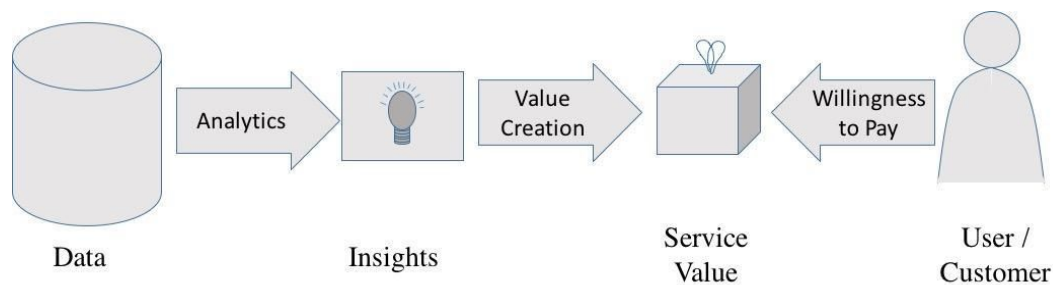 Analytics
Value
Creation
Willingness
to Pay
Data
Insights
Service
Value
User /
Customer